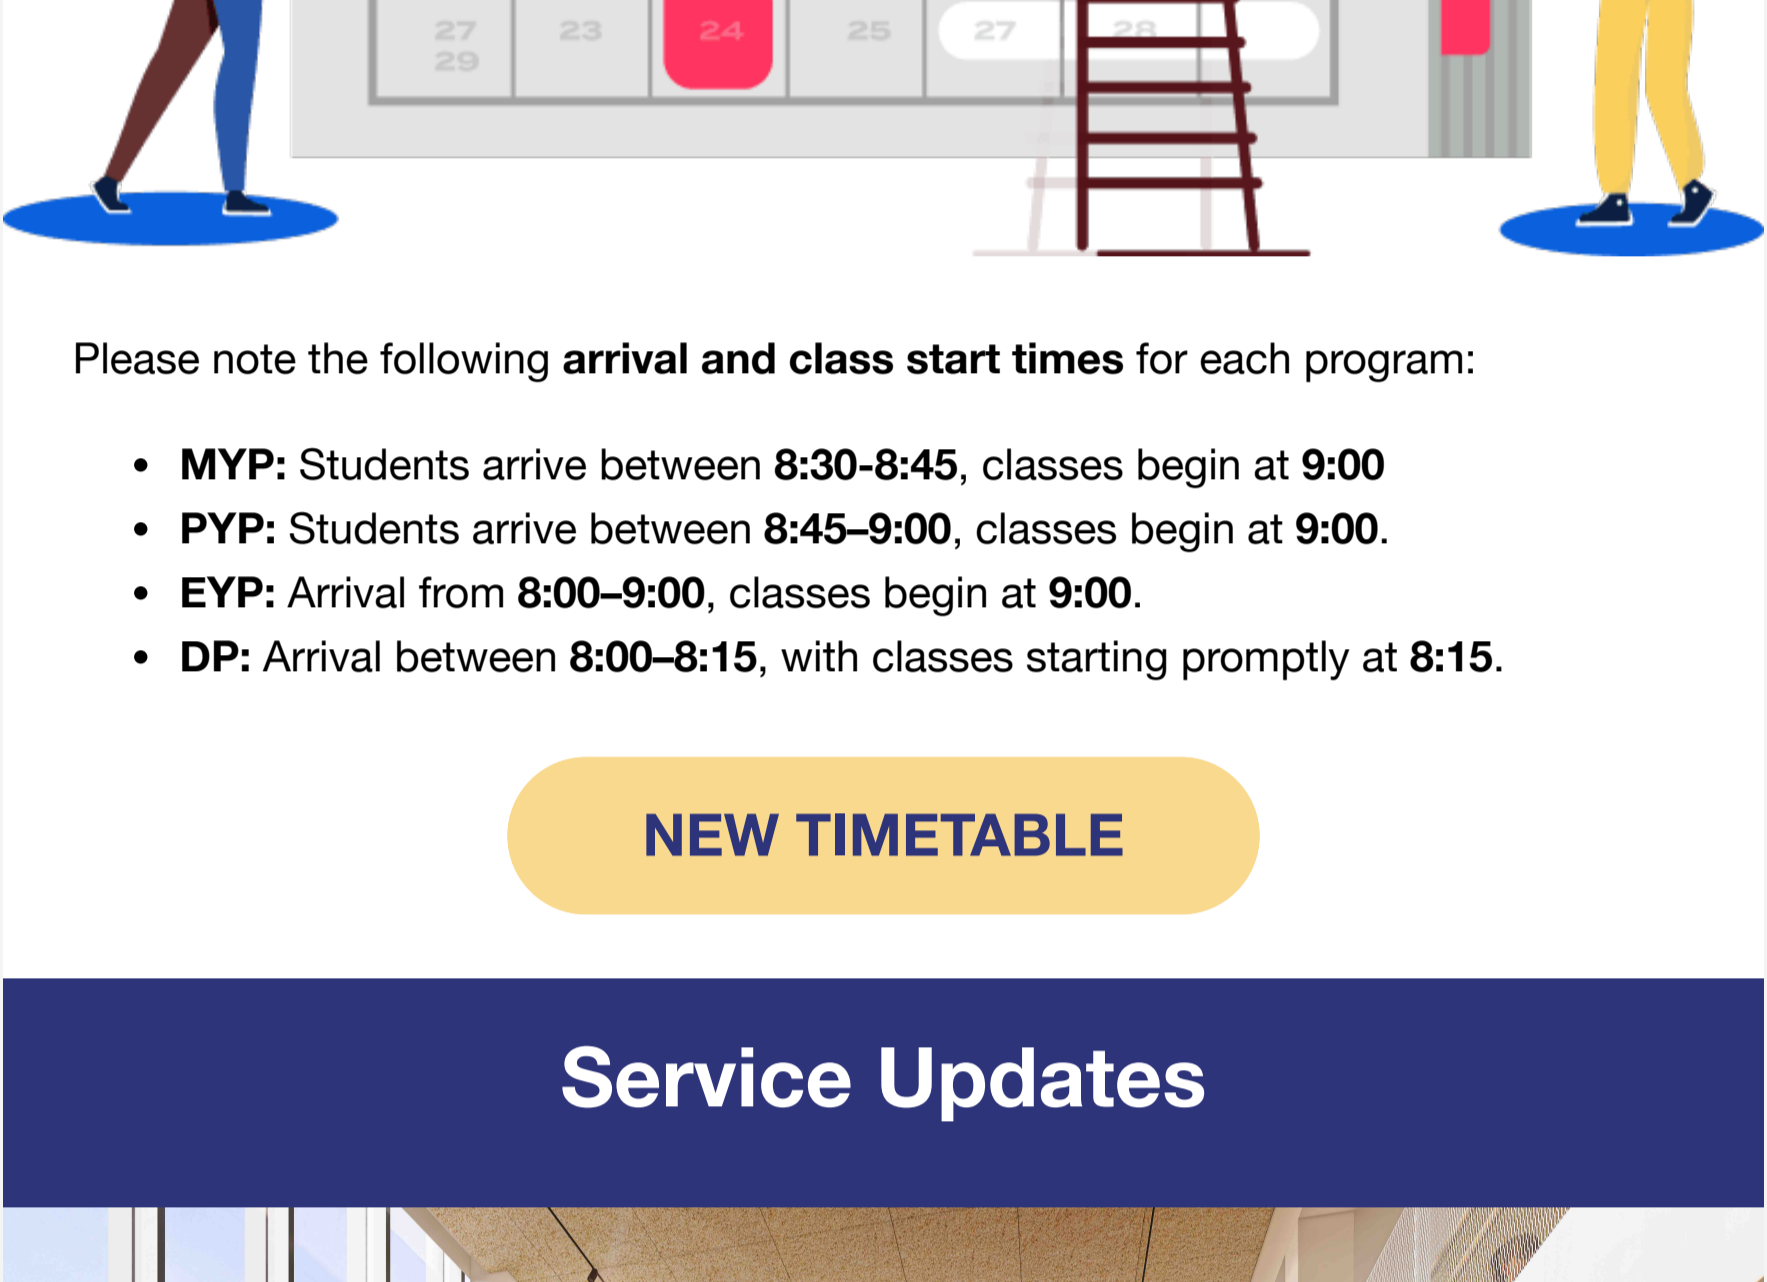 27 23 24 25 27 28
29
Please note the following arrival and class start times for each program:
• MYP: Students arrive between 8:30-8:45, classes begin at 9:00
• PYP: Students arrive between 8:45–9:00, classes begin at 9:00.
• EYP: Arrival from 8:00–9:00, classes begin at 9:00.
• DP: Arrival between 8:00–8:15, with classes starting promptly at 8:15.
NEW TIMETABLE
Service Updates